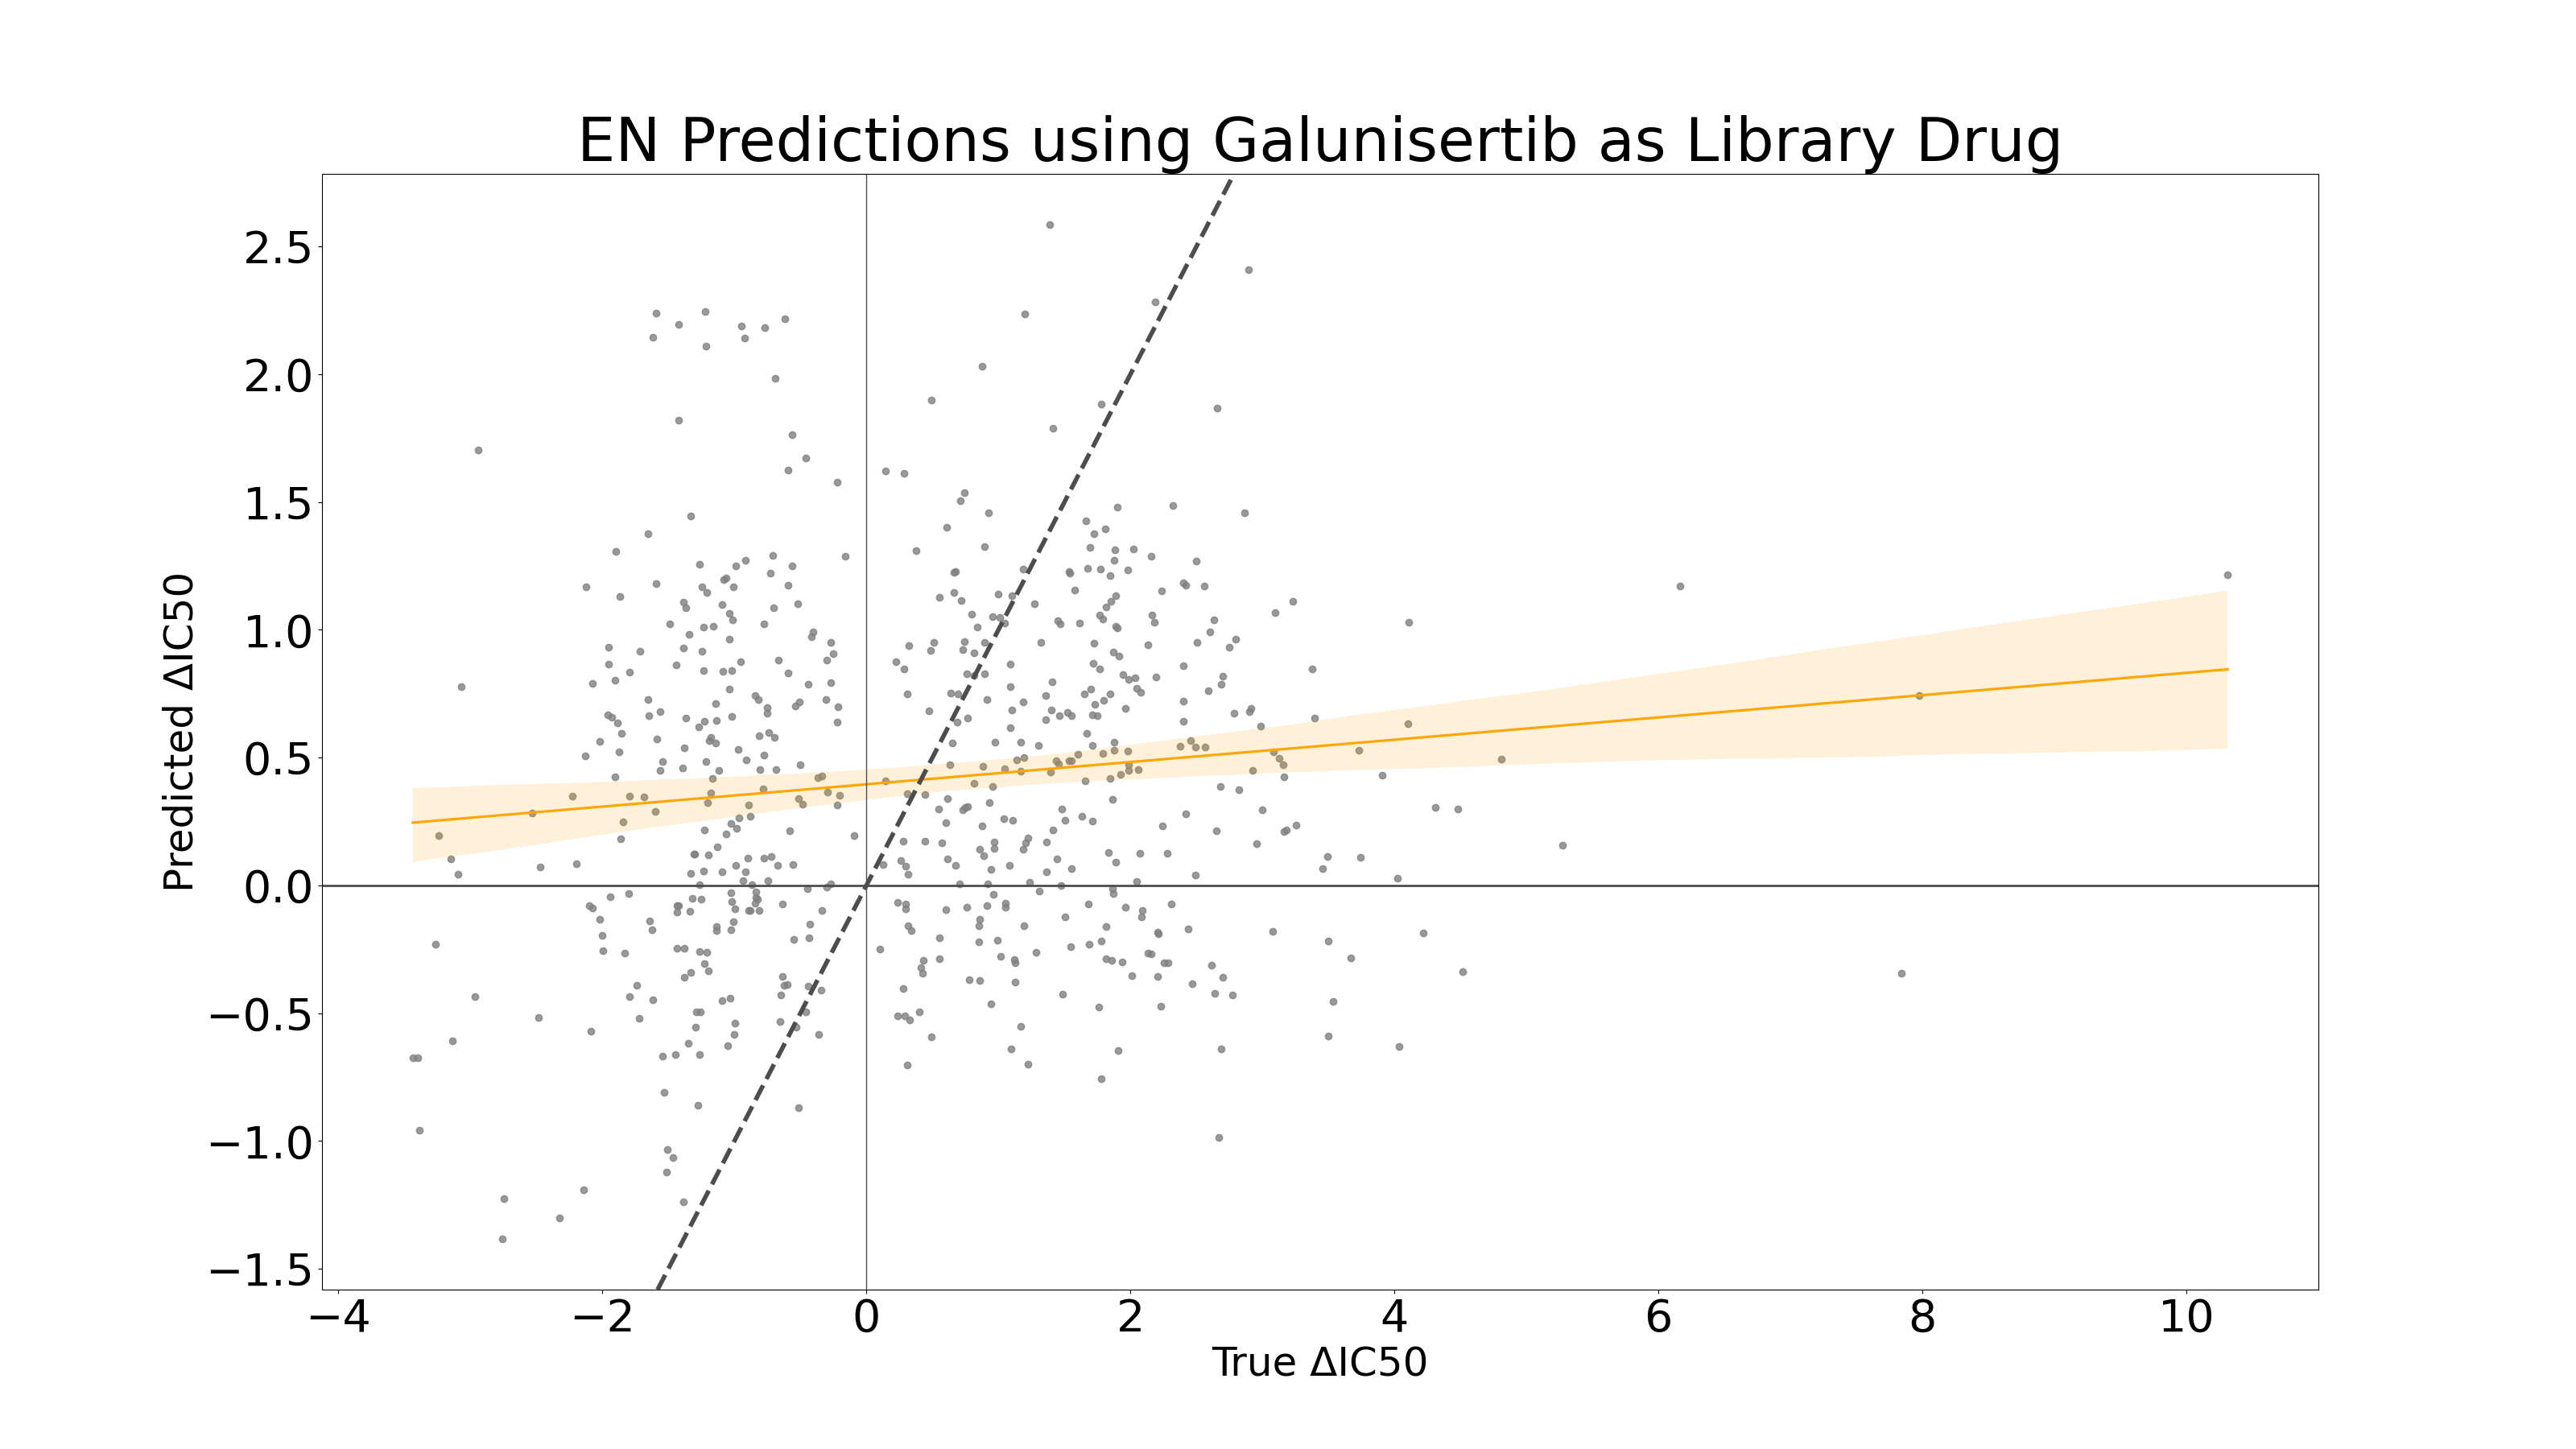 EN Predictions using Galunisertib as Library Drug
Predicted ΔIC50
2.5
2.0
1.5
1.0
0.5
0.0
−0.5
−1.0
−1.5
−4 −2 0 2 4 6 8 10
True ΔIC50